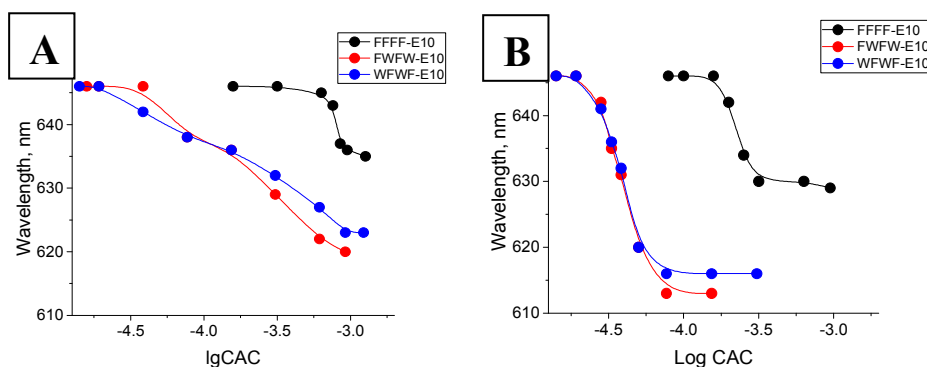 A
FFFF-E10
FWFW-E10
WFWF-E10
Wavelength, nm
640
630
620
610
-4.5 -4.0 -3.5 -3.0
lgCAC
B
FFFF-E10
FWFW-E10
WFWF-E10
Wavelength, nm
640
630
620
610
-4.5 -4.0 -3.5 -3.0
Log CAC